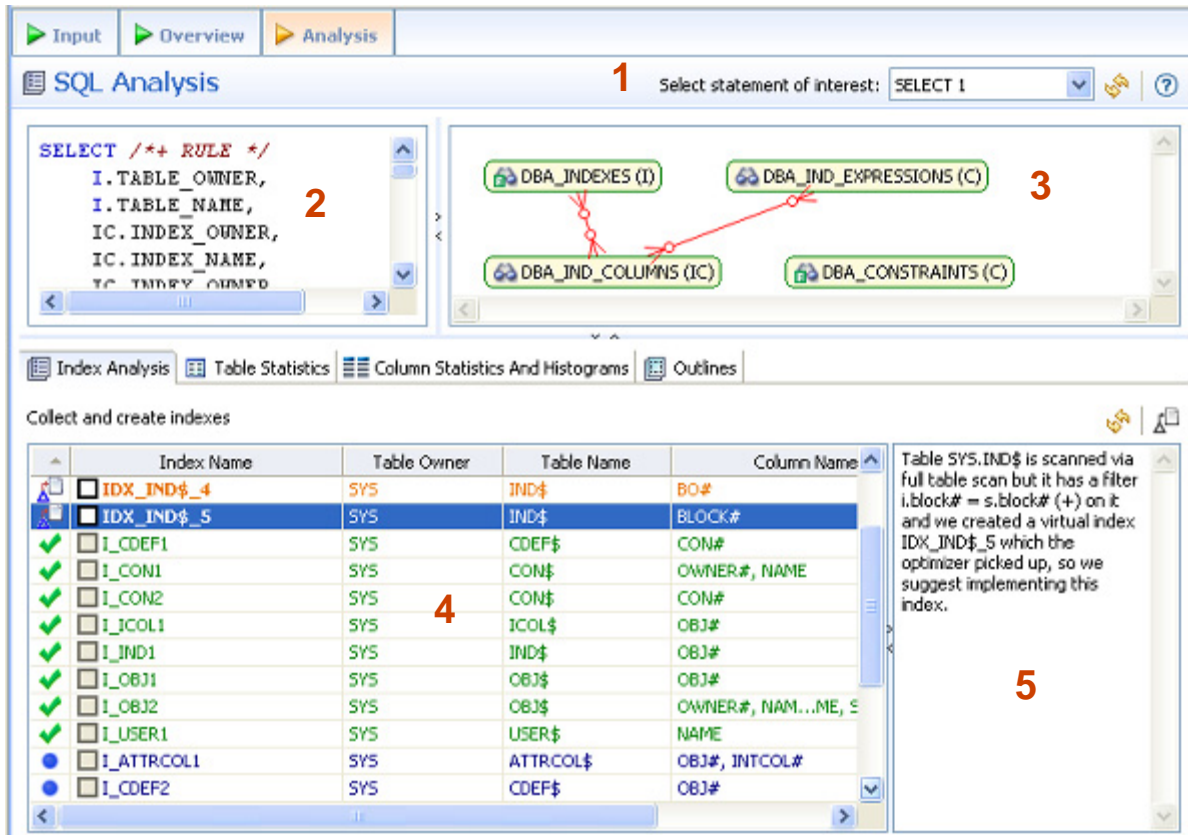 Input Overview Analysis
SQL Analysis
1
Select statement of interest: SELECT 1
SELECT /*+ RULE */
I.TABLE_OWNER,
I.TABLE_NAME,
IC.INDEX_OWNER,
IC.INDEX_NAME,
2
DBA_INDEXES (I)
DBA_IND_EXPRESSIONS (C)
3
DBA_IND_COLUMNS (IC)
DBA_CONSTRAINTS (C)
Index Analysis Table Statistics Column Statistics And Histograms Outlines
Collect and create indexes
Index Name Table Owner Table Name Column Name
IDX_IND$_4 SYS IND$ BO#
IDX_IND$_5 SYS IND$ BLOCK#
I_CDEF1 SYS CDEF$ CON#
I_CON1 SYS CON$ OWNER#, NAME
I_CON2 SYS CON$ CON#
I_ICOL1 SYS ICOL$ OBJ#
I_IND1 SYS IND$ OBJ#
I_OBJ1 SYS OBJ$ OBJ#
I_OBJ2 SYS OBJ$ OWNER#, NAM...ME, S
I_USER1 SYS USER$ NAME
I_ATTRCOL1 SYS ATTRCOL$ OBJ#, INTCOL#
I_CDEF2 SYS CDEF$ OBJ#
4
Table SYS.IND$ is scanned via
full table scan but it has a filter
i.block# = s.block# (+) on it
and we created a virtual index
IDX_IND$_5 which the
optimizer picked up, so we
suggest implementing this
index.
5